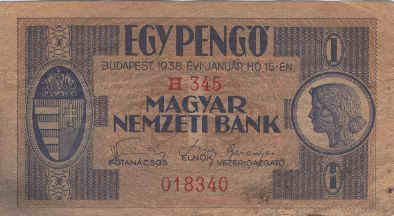 EGY PENGŐ
BUDAPEST, 1938. ÉVI JANUÁR HÓ 15-ÉN.
1
H 345
MAGYAR
NEMZETI BANK
FŐTANÁCSOS ELNÖK VEZÉRIGAZGATÓ
018340
1